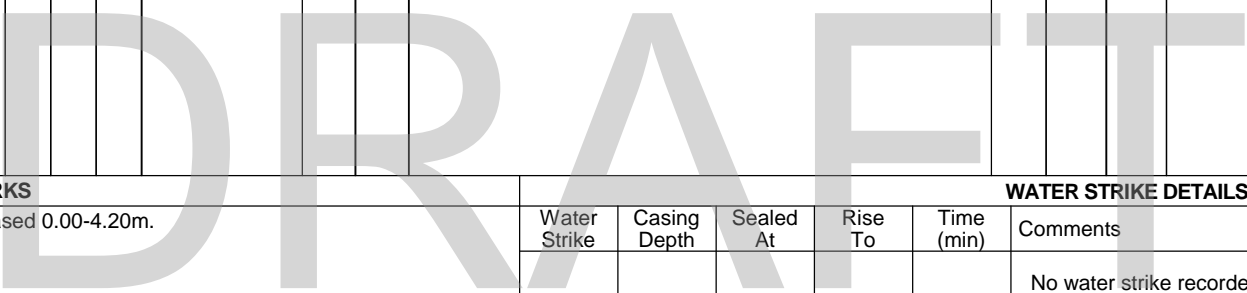 DRAFT
RKS
WATER STRIKE DETAILS
ased 0.00-4.20m.
Water Strike
Casing Depth
Sealed At
Rise To
Time (min)
Comments
No water strike recorde